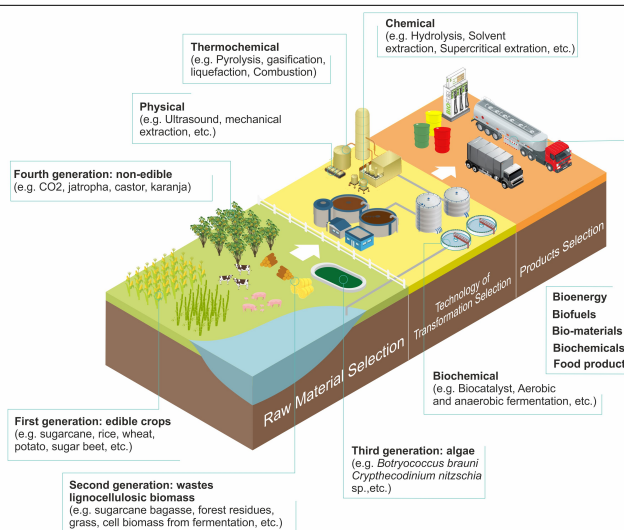 Chemical
(e.g. Hydrolysis, Solvent
extraction, Supercritical extration, etc.)
Thermochemical
(e.g. Pyrolysis, gasification,
liquefaction, Combustion)
Physical
(e.g. Ultrasound, mechanical
extraction, etc.)
Fourth generation: non-edible
(e.g. CO2, jatropha, castor, karanja)
Raw Material Selection
Technology of
Transformation Selection
Products Selection
Bioenergy
Biofuels
Bio-materials
Biochemicals
Food product
Biochemical
(e.g. Biocatalyst, Aerobic
and anaerobic fermentation, etc.)
First generation: edible crops
(e.g. sugarcane, rice, wheat,
potato, sugar beet, etc.)
Third generation: algae
(e.g. Botryococcus brauni
Crypthecodinium nitzschia
sp.,etc.)
Second generation: wastes
lignocellulosic biomass
(e.g. sugarcane bagasse, forest residues,
grass, cell biomass from fermentation, etc.)